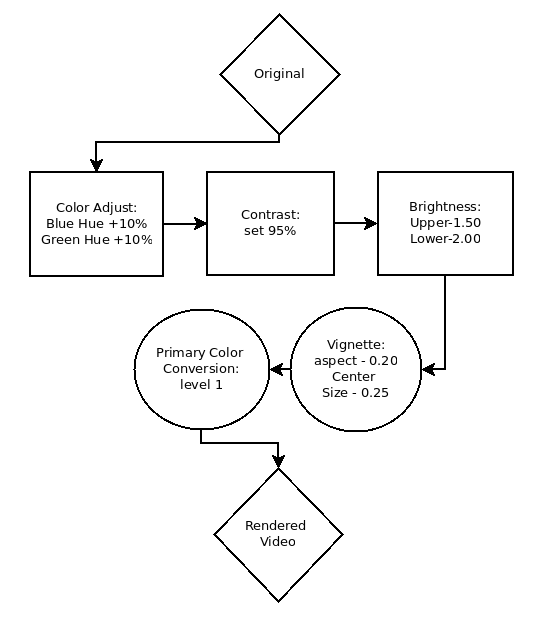 Original
Color Adjust:
Blue Hue +10%
Green Hue +10%
Contrast:
set 95%
Brightness:
Upper-1.50
Lower-2.00
Vignette:
aspect - 0.20
Center
Size - 0.25
Primary Color
Conversion:
level 1
Rendered
Video